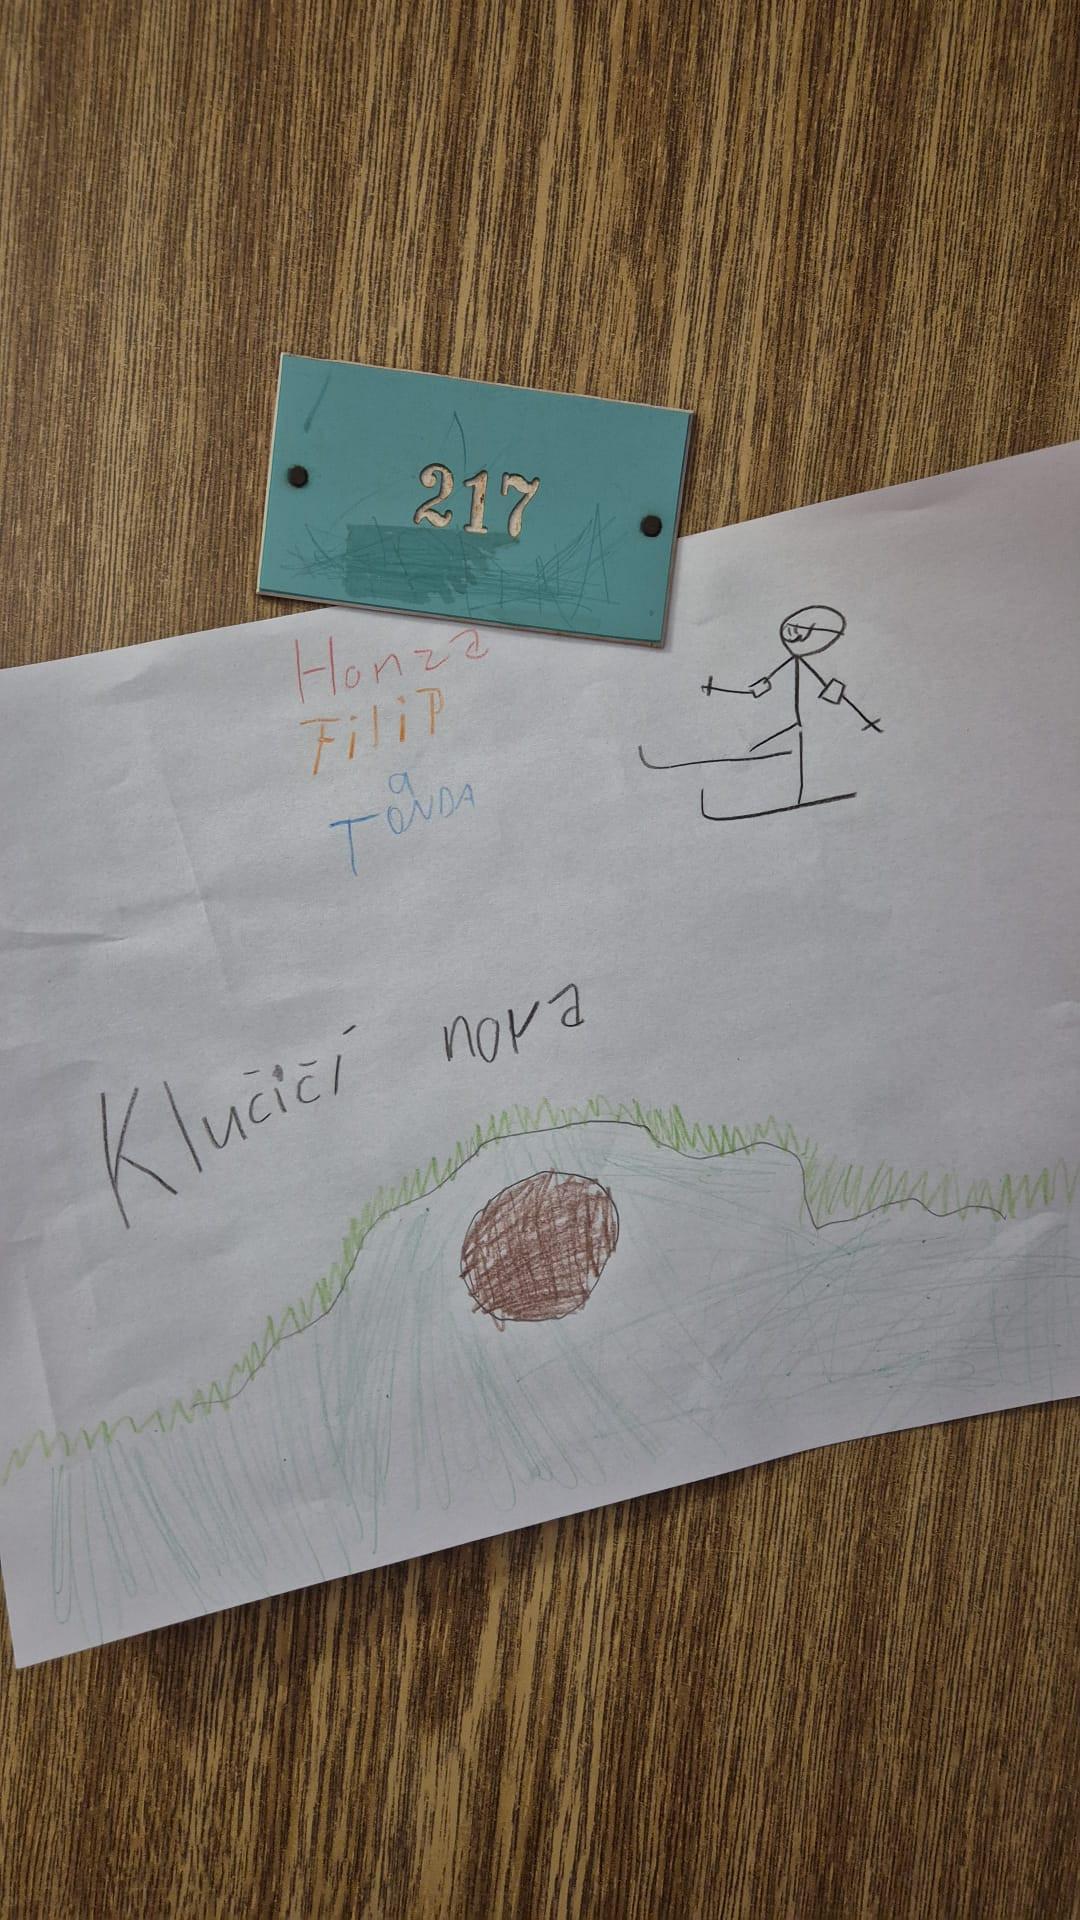 217
Honza
Filip
a
TONDA
Klučičí nora